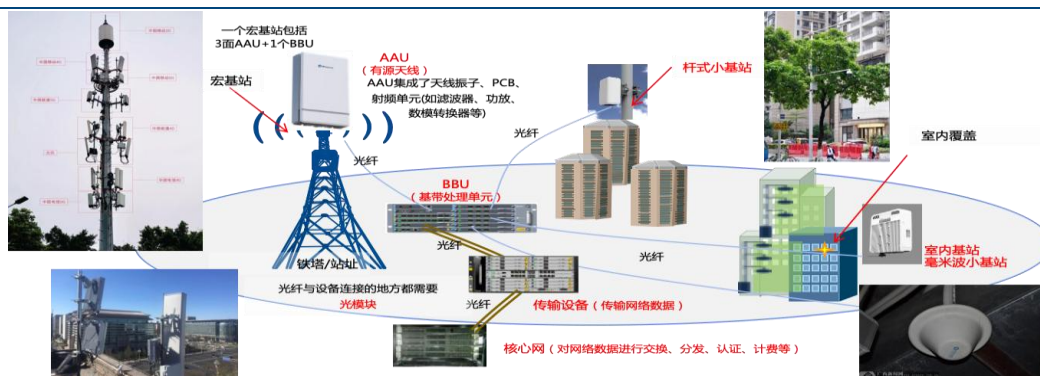 一个宏基站包括
3面AAU+1个BBU
AAU
（有源天线）
AAU集成了天线振子、PCB、
射频单元(如滤波器、功放、
数模转换器等)
宏基站
光纤
杆式小基站
光纤
室内覆盖
BBU
（基带处理单元）
光纤
光纤
室内基站
毫米波小基站
铁塔/站址
光纤与设备连接的地方都需要
光模块
光纤
传输设备（传输网络数据）
核心网（对网络数据进行交换、分发、认证、计费等）